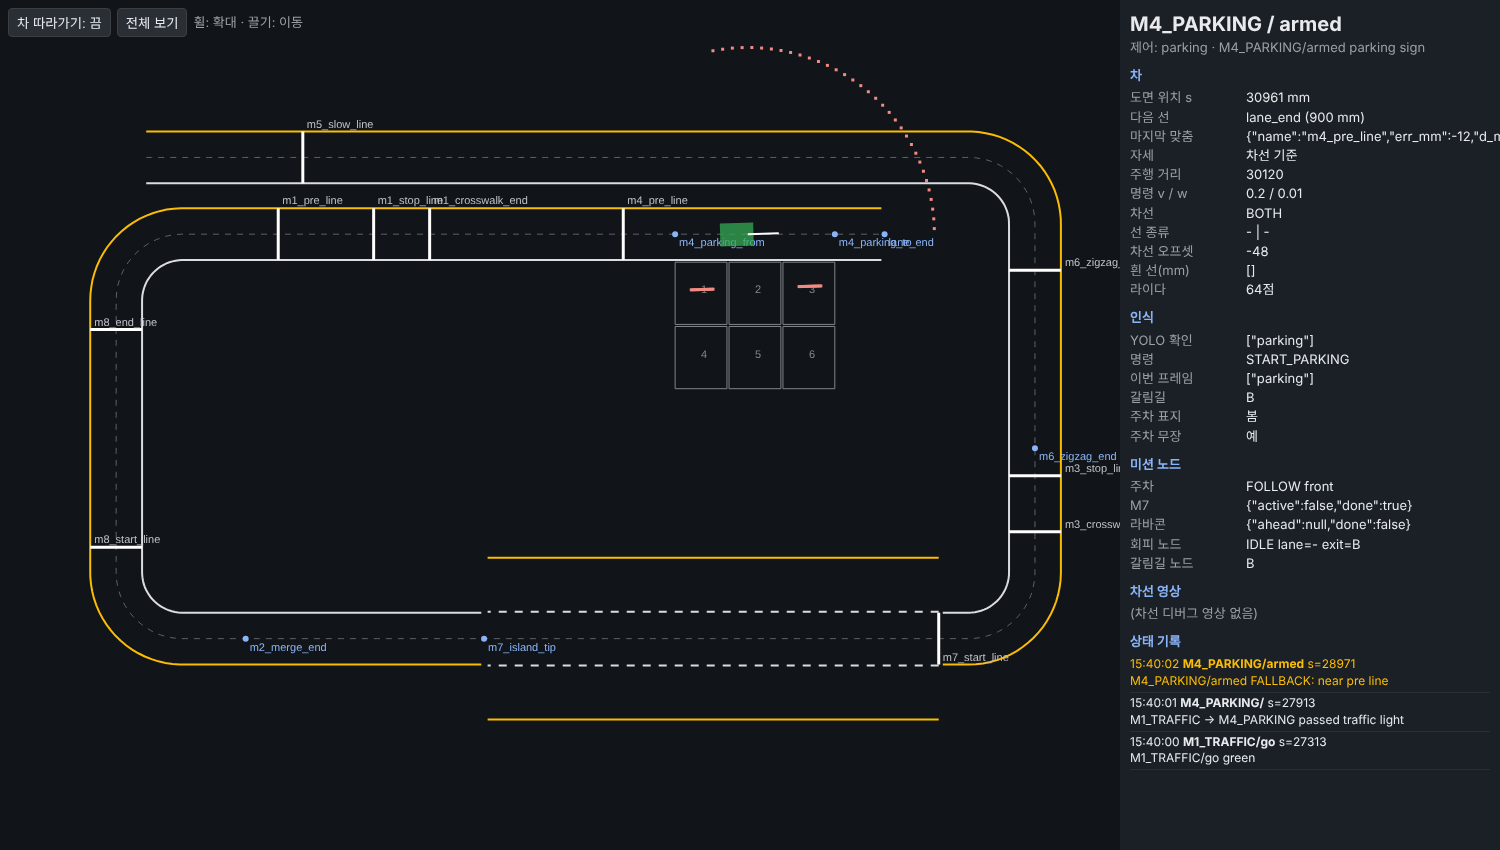 차 따라가기: 끔
전체 보기
휠: 확대 · 끌기: 이동
m5_slow_line
m1_pre_line
m1_stop_line
m1_crosswalk_end
m4_pre_line
m4_parking_from
m4_parking_to
lane_end
m6_zigzag_
1
2
3
4
5
6
m8_end_line
m6_zigzag_end
m3_stop_lin
m3_crossw
m8_start_line
m2_merge_end
m7_island_tip
m7_start_line
M4_PARKING / armed
제어: parking · M4_PARKING/armed parking sign
차
도면 위치 s 30961 mm
다음 선 lane_end (900 mm)
마지막 맞춤 {"name":"m4_pre_line","err_mm":-12,"d_m
자세 차선 기준
주행 거리 30120
명령 v / w 0.2 / 0.01
차선 BOTH
선 종류 - | -
차선 오프셋 -48
흰 선(mm) []
라이다 64점
인식
YOLO 확인 ["parking"]
명령 START_PARKING
이번 프레임 ["parking"]
갈림길 B
주차 표지 봄
주차 무장 예
미션 노드
주차 FOLLOW front
M7 {"active":false,"done":true}
라바콘 {"ahead":null,"done":false}
회피 노드 IDLE lane=- exit=B
갈림길 노드 B
차선 영상
(차선 디버그 영상 없음)
상태 기록
15:40:02 M4_PARKING/armed s=28971
M4_PARKING/armed FALLBACK: near pre line
15:40:01 M4_PARKING/ s=27913
M1_TRAFFIC → M4_PARKING passed traffic light
15:40:00 M1_TRAFFIC/go s=27313
M1_TRAFFIC/go green